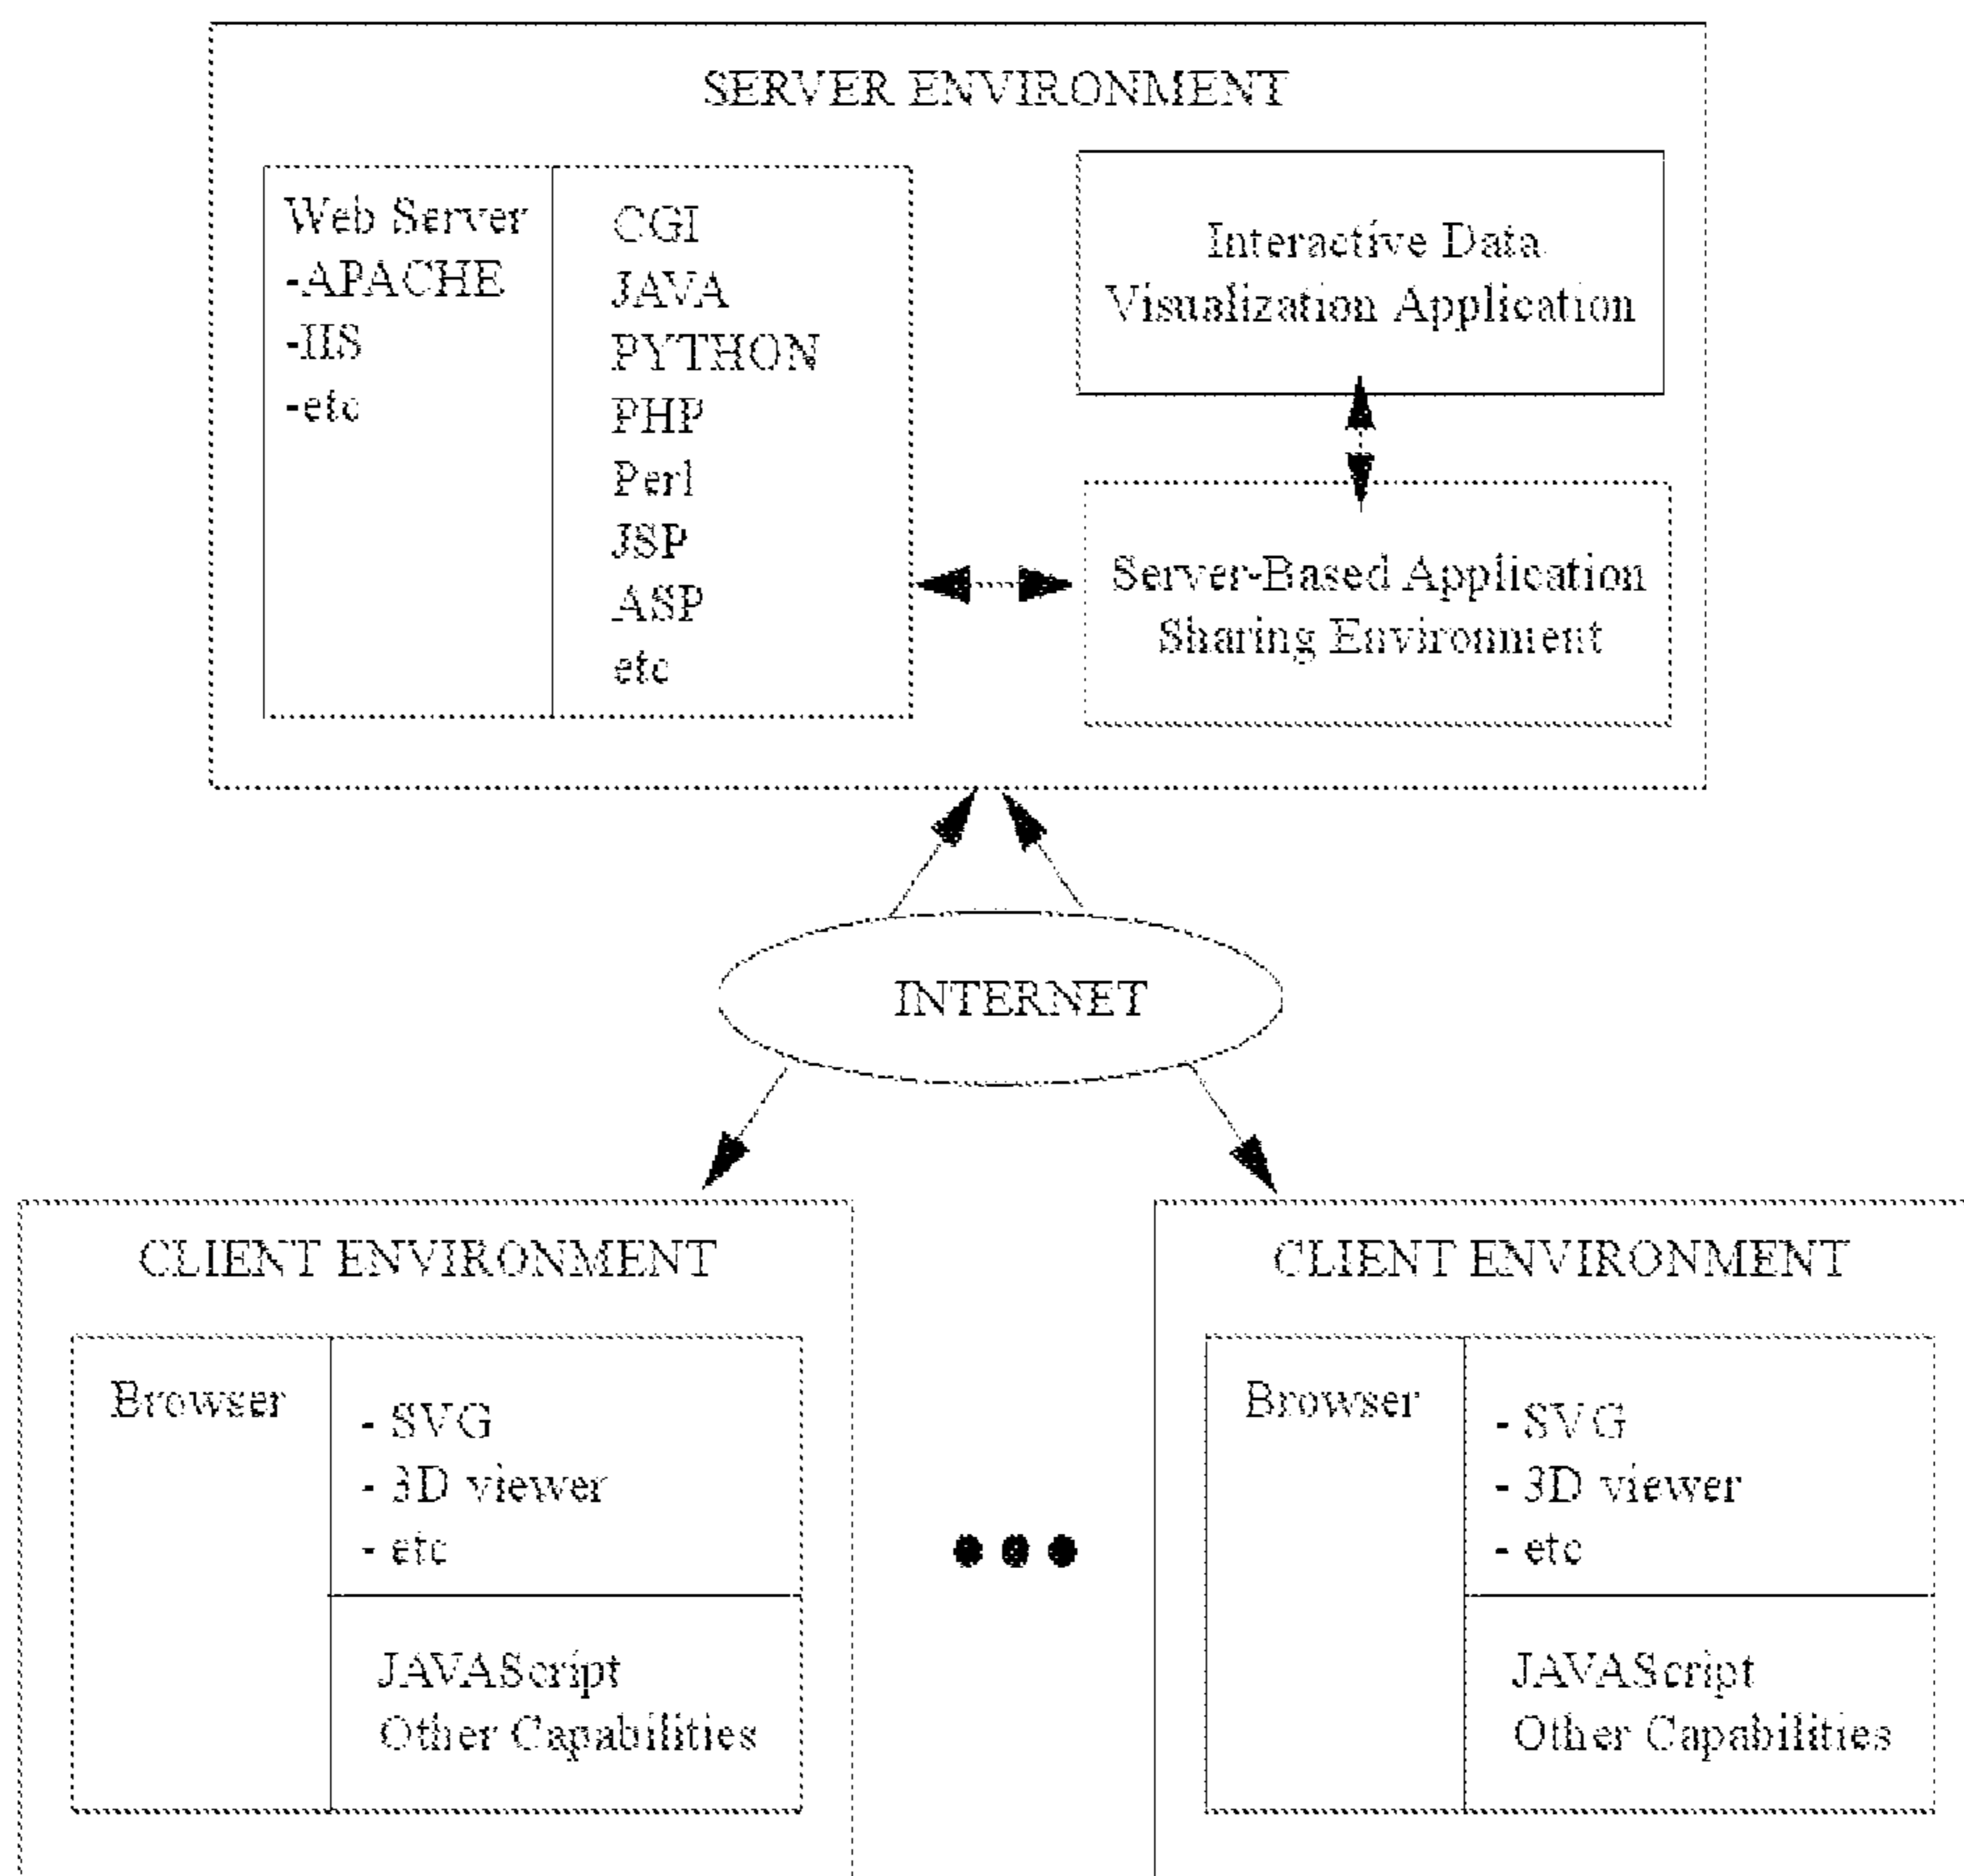 SERVER ENVIRONMENT
Web Server
-APACHE
-IIS
-etc
CGI
JAVA
PYTHON
PHP
Perl
JSP
ASP
etc
Interactive Data
Visualization Application
Server-Based Application
Sharing Environment
INTERNET
CLIENT ENVIRONMENT
Browser
- SVG
- 3D viewer
- etc
JAVAScript
Other Capabilities
CLIENT ENVIRONMENT
Browser
- SVG
- 3D viewer
- etc
JAVAScript
Other Capabilities